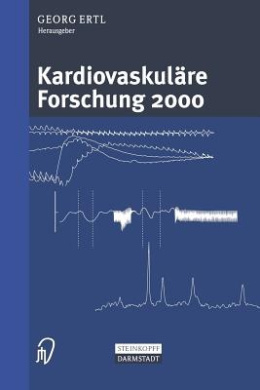 GEORG ERTL
Herausgeber
Kardiovaskuläre
Forschung 2000
STEINKOPFF
DARMSTADT